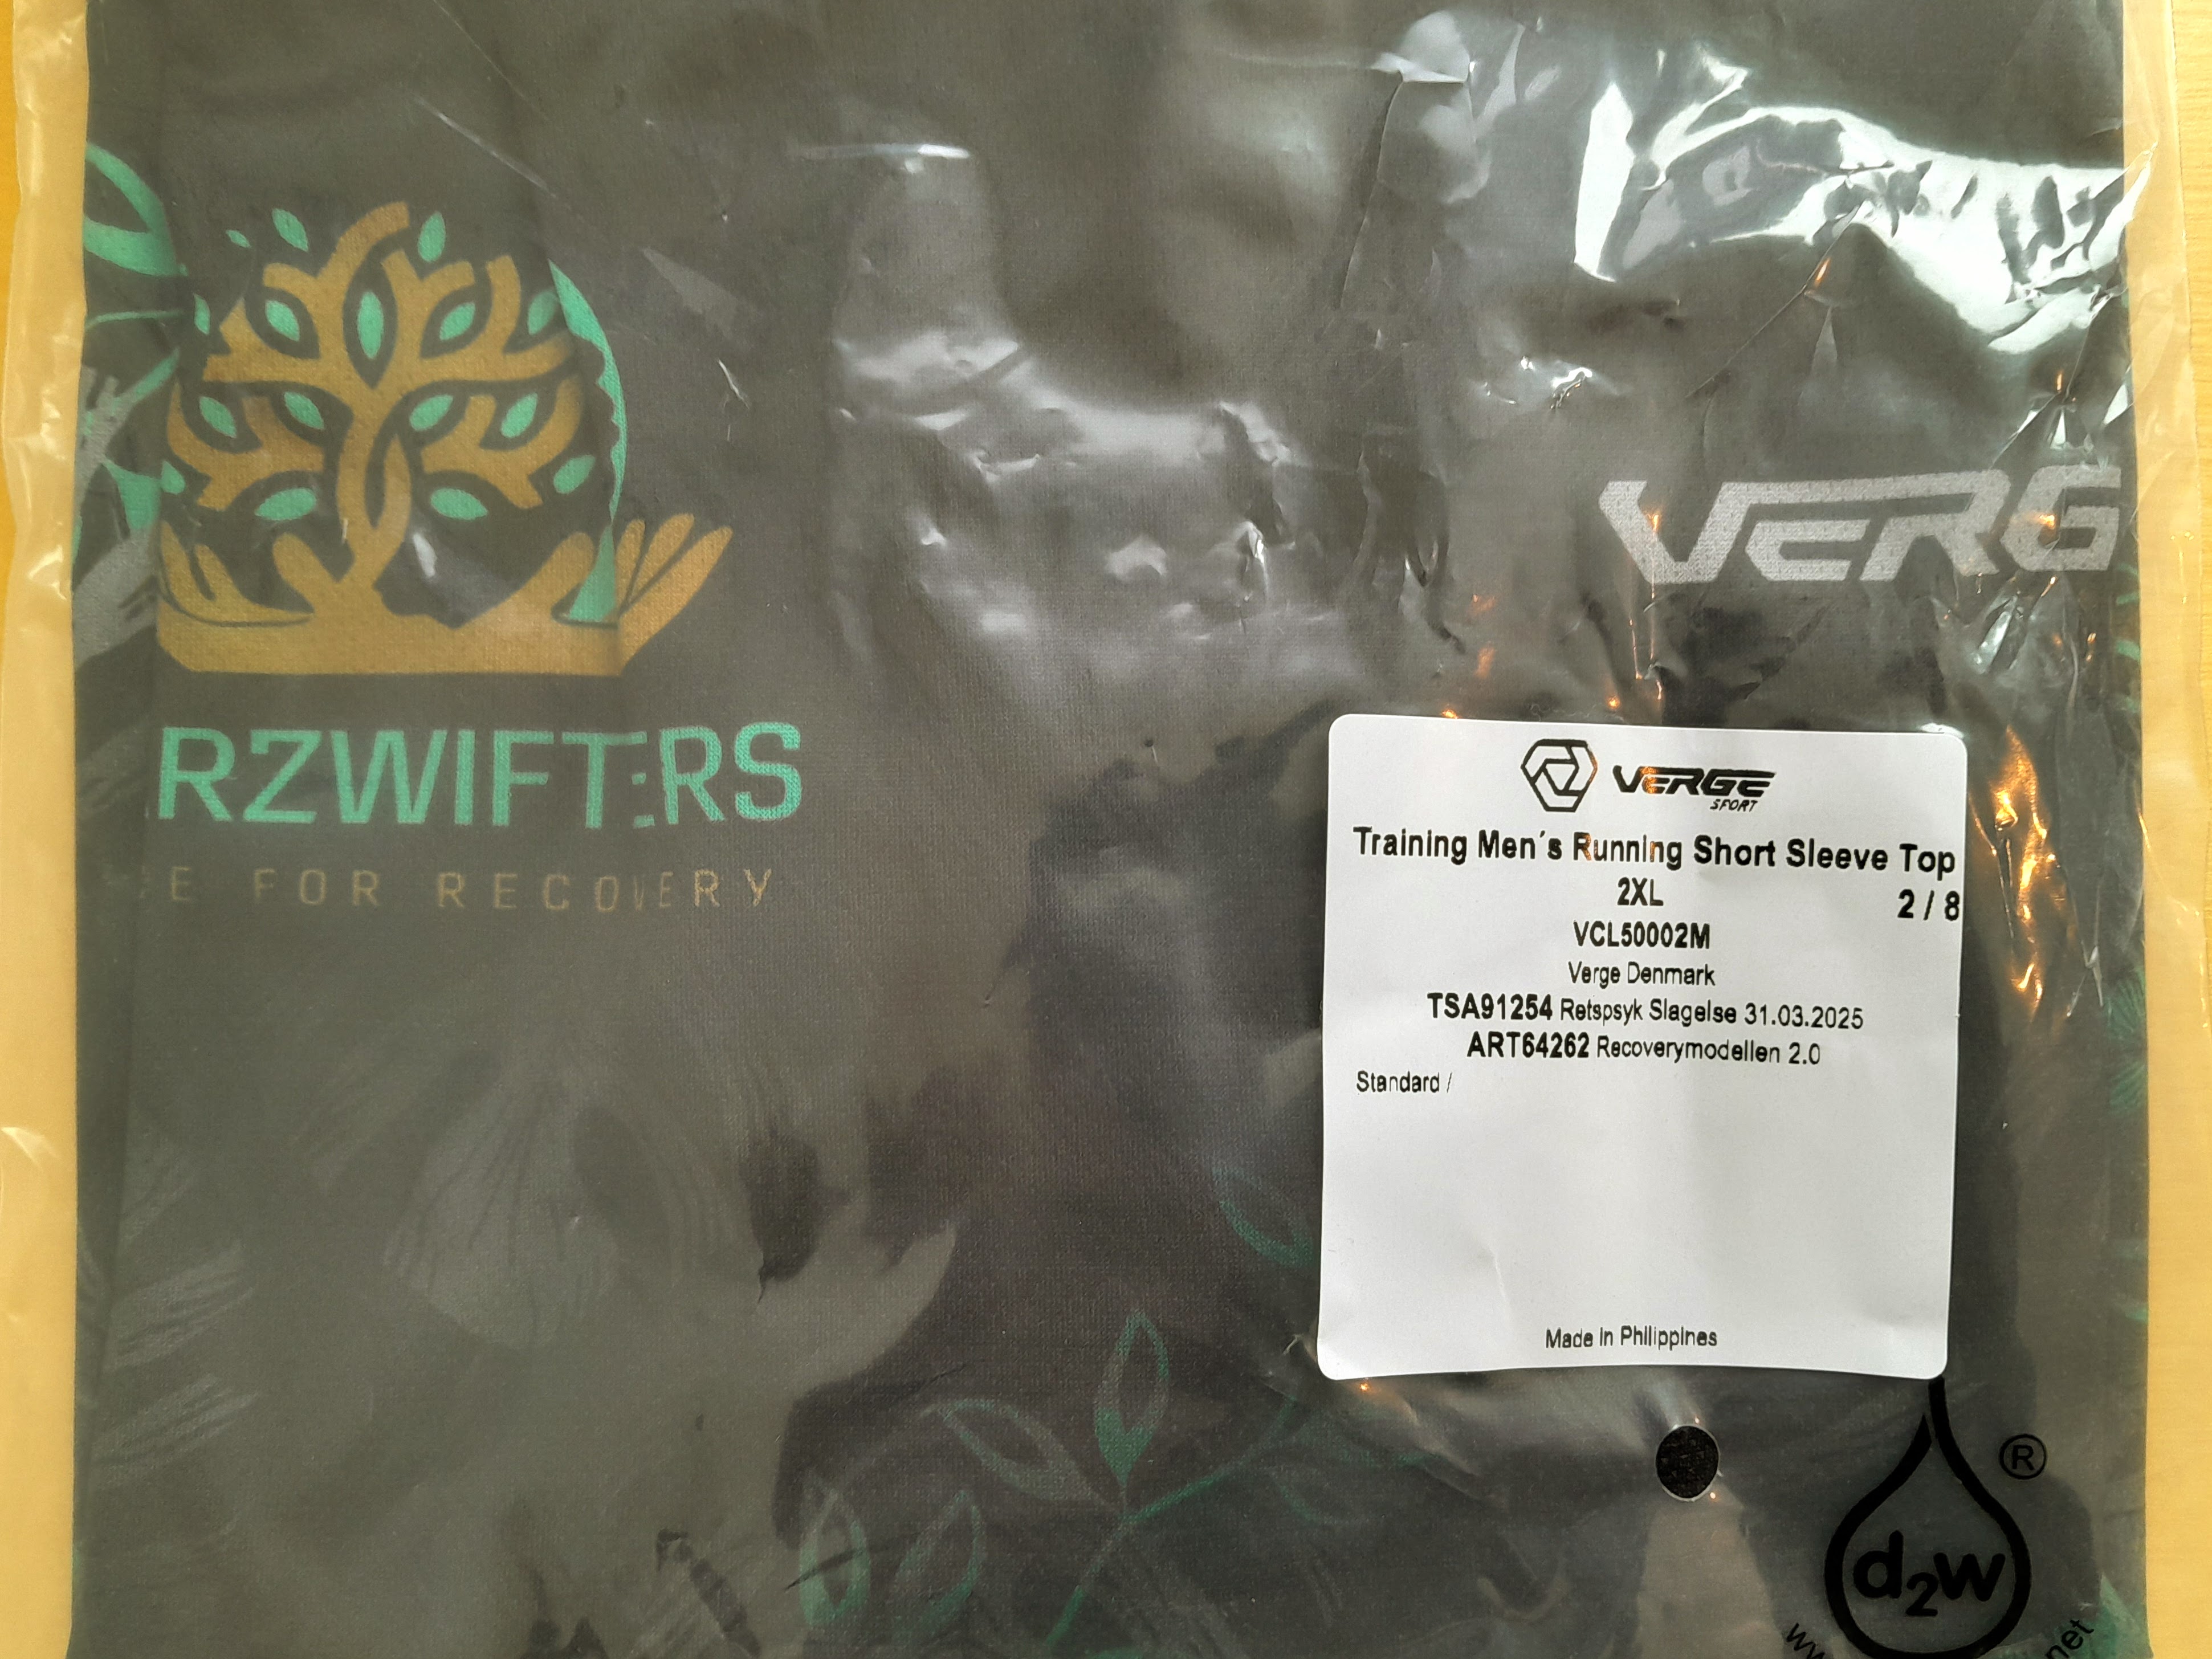 VERG
RZWIFTERS
E FOR RECOVERY
VERGE
SPORT
Training Men´s Running Short Sleeve Top
2XL
2 / 8
VCL50002M
Verge Denmark
TSA91254 Retspsyk Slagelse 31.03.2025
ART64262 Recoverymodellen 2.0
Standard /
Made in Philippines
®
d2w